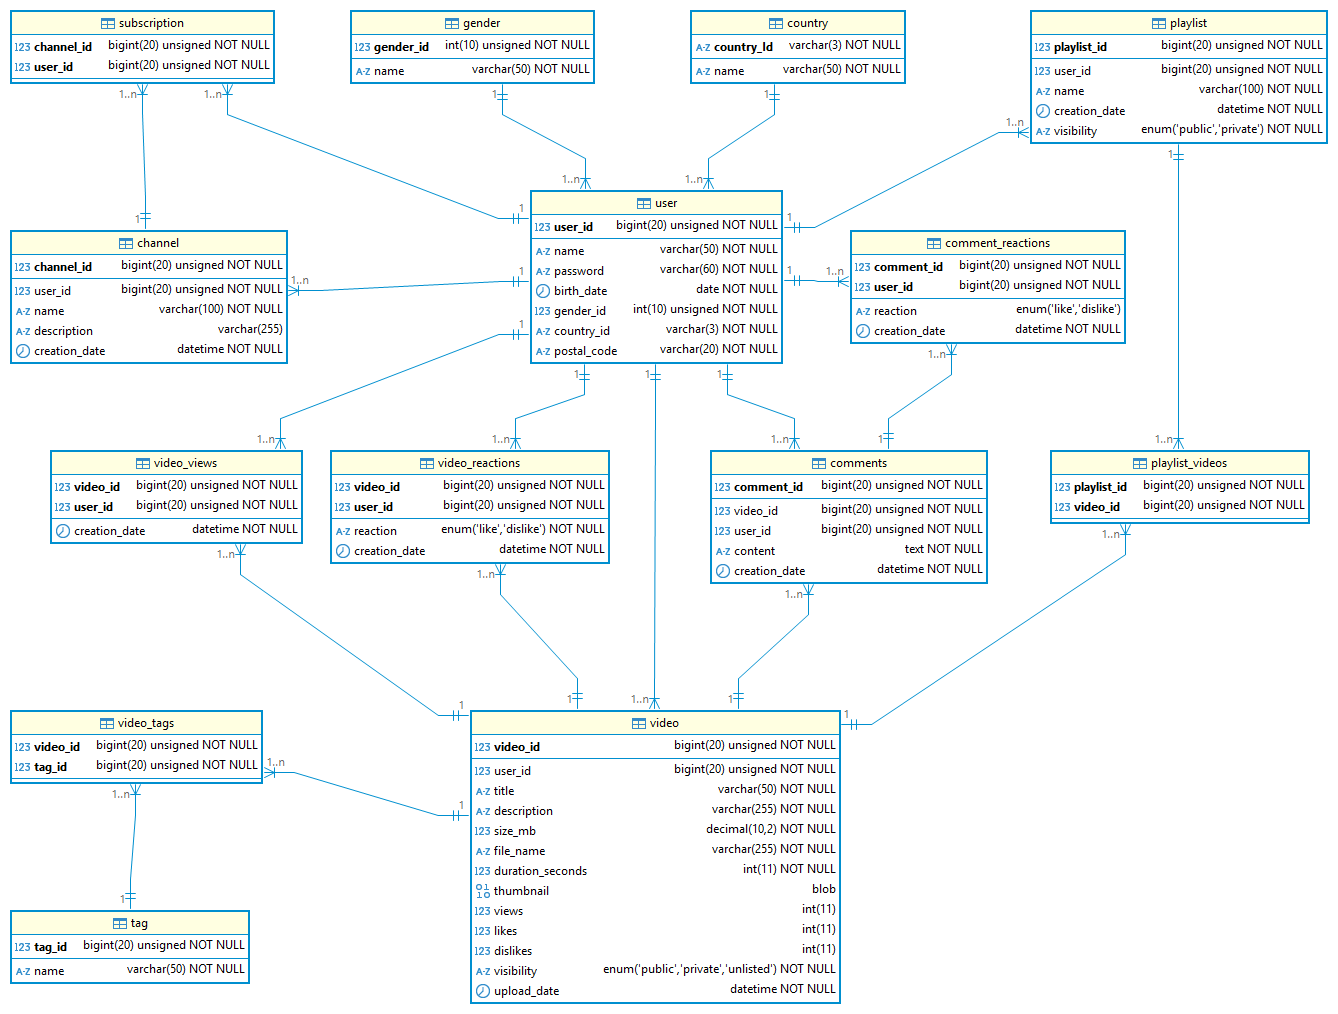 subscription
123 channel_id bigint(20) unsigned NOT NULL
123 user_id bigint(20) unsigned NOT NULL
gender
123 gender_id int(10) unsigned NOT NULL
A-Z name varchar(50) NOT NULL
country
A-Z country_Id varchar(3) NOT NULL
A-Z name varchar(50) NOT NULL
playlist
123 playlist_id bigint(20) unsigned NOT NULL
123 user_id bigint(20) unsigned NOT NULL
A-Z name varchar(100) NOT NULL
creation_date datetime NOT NULL
A-Z visibility enum('public','private') NOT NULL
1..n
1..n
1
1
1..n
1
1..n
1..n
1
1
1
user
123 user_id bigint(20) unsigned NOT NULL
A-Z name varchar(50) NOT NULL
A-Z password varchar(60) NOT NULL
birth_date date NOT NULL
123 gender_id int(10) unsigned NOT NULL
A-Z country_id varchar(3) NOT NULL
A-Z postal_code varchar(20) NOT NULL
channel
123 channel_id bigint(20) unsigned NOT NULL
123 user_id bigint(20) unsigned NOT NULL
A-Z name varchar(100) NOT NULL
A-Z description varchar(255)
creation_date datetime NOT NULL
comment_reactions
123 comment_id bigint(20) unsigned NOT NULL
123 user_id bigint(20) unsigned NOT NULL
A-Z reaction enum('like','dislike')
creation_date datetime NOT NULL
1..n
1
1
1..n
1
1..n
1
1
1
1..n
1..n
1..n
1
1..n
video_views
123 video_id bigint(20) unsigned NOT NULL
123 user_id bigint(20) unsigned NOT NULL
creation_date datetime NOT NULL
video_reactions
123 video_id bigint(20) unsigned NOT NULL
123 user_id bigint(20) unsigned NOT NULL
A-Z reaction enum('like','dislike') NOT NULL
creation_date datetime NOT NULL
comments
123 comment_id bigint(20) unsigned NOT NULL
123 video_id bigint(20) unsigned NOT NULL
123 user_id bigint(20) unsigned NOT NULL
A-Z content text NOT NULL
creation_date datetime NOT NULL
playlist_videos
123 playlist_id bigint(20) unsigned NOT NULL
123 video_id bigint(20) unsigned NOT NULL
1..n
1..n
1..n
1..n
1
1
1..n
1
1
video_tags
123 video_id bigint(20) unsigned NOT NULL
123 tag_id bigint(20) unsigned NOT NULL
1..n
1
1..n
1
tag
123 tag_id bigint(20) unsigned NOT NULL
A-Z name varchar(50) NOT NULL
video
123 video_id bigint(20) unsigned NOT NULL
123 user_id bigint(20) unsigned NOT NULL
A-Z title varchar(50) NOT NULL
A-Z description varchar(255) NOT NULL
123 size_mb decimal(10,2) NOT NULL
A-Z file_name varchar(255) NOT NULL
123 duration_seconds int(11) NOT NULL
thumbnail blob
123 views int(11)
123 likes int(11)
123 dislikes int(11)
A-Z visibility enum('public','private','unlisted') NOT NULL
upload_date datetime NOT NULL